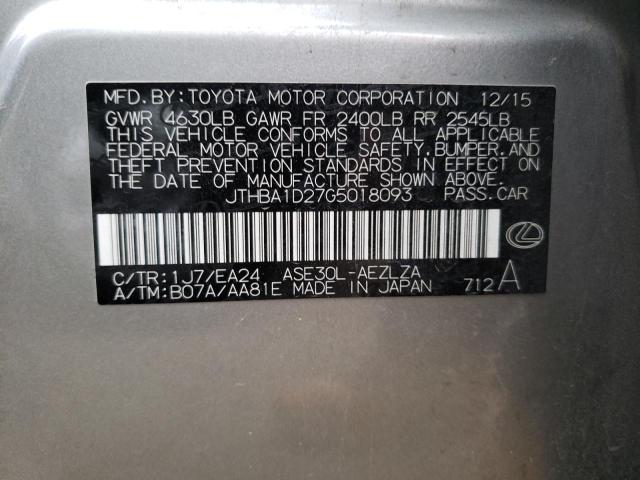 MFD. BY: TOYOTA MOTOR CORPORATION 12/15
GVWR 4630LB GAWR FR 2400LB RR 2545LB
THIS VEHICLE CONFORMS TO ALL APPLICABLE
FEDERAL MOTOR VEHICLE SAFETY, BUMPER, AND
THEFT PREVENTION STANDARDS IN EFFECT ON
THE DATE OF MANUFACTURE SHOWN ABOVE.
JTHBA1D27G5018093 PASS. CAR
C/TR: 1J7/EA24 ASE30L-AEZLZA
A/TM: B07A/AA81E MADE IN JAPAN 712 A